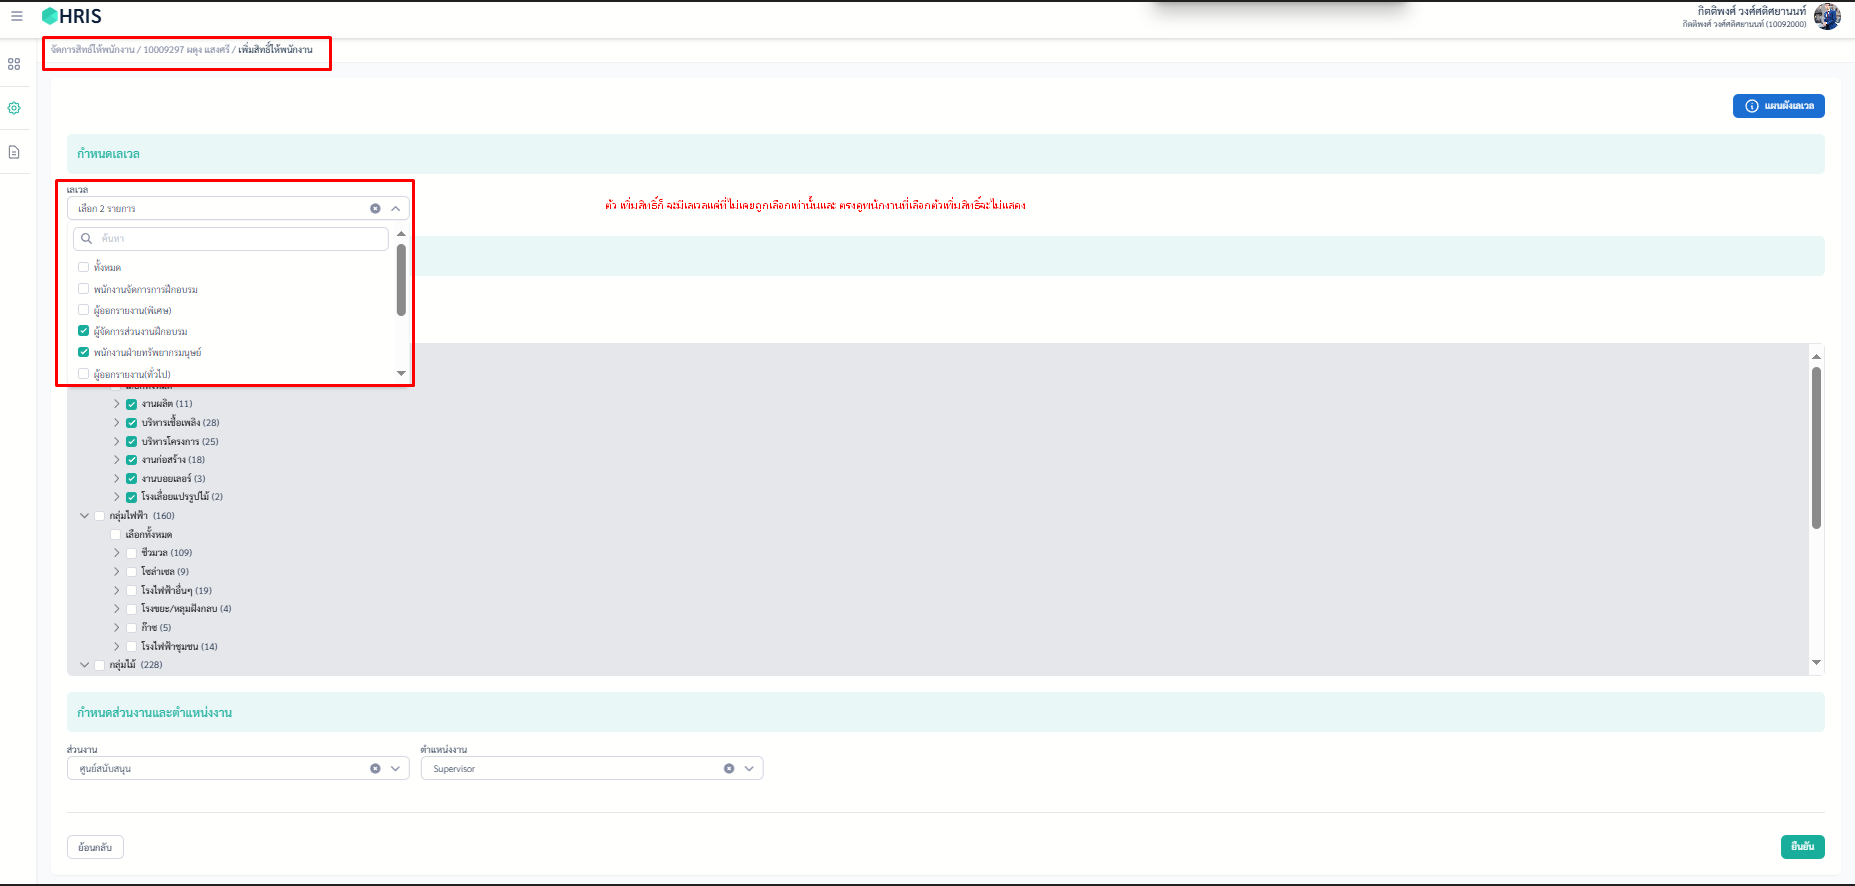 HRIS
กิตติพงศ์ วงศ์ศติศยานนท์
กิตติพงศ์ วงศ์ศติศยานนท์ (10092000)
จัดการสิทธิ์ให้พนักงาน / 10009297 ผดุง แสงศรี / เพิ่มสิทธิ์ให้พนักงาน
แผนผังเลเวล
กำหนดเลเวล
เลเวล
เลือก 2 รายการ
ตัว เพิ่มสิทธิ์ก็ จะมีเลเวลแค่ที่ไม่เคยถูกเลือกเท่านั้นและ ตรงดูพนักงานที่เลือกตัวเพิ่มสิทธิ์จะไม่แสดง
ค้นหา
ทั้งหมด
พนักงานจัดการการฝึกอบรม
ผู้ออกรายงาน(พิเศษ)
ผู้จัดการส่วนงานฝึกอบรม
พนักงานฝ่ายทรัพยากรมนุษย์
ผู้ออกรายงาน(ทั่วไป)
งานผลิต (11)
บริหารเชื้อเพลิง (28)
บริหารโครงการ (25)
งานก่อสร้าง (18)
งานบอยเลอร์ (3)
โรงเลื่อยแปรรูปไม้ (2)
กลุ่มไฟฟ้า (160)
เลือกทั้งหมด
ชีวมวล (109)
โซล่าเซล (9)
โรงไฟฟ้าอื่นๆ (19)
โรงขยะ/หลุมฝังกลบ (4)
ก๊าซ (5)
โรงไฟฟ้าชุมชน (14)
กลุ่มไม้ (228)
กำหนดส่วนงานและตำแหน่งงาน
ส่วนงาน ตำแหน่งงาน
ศูนย์สนับสนุน Supervisor
ย้อนกลับ ยืนยัน